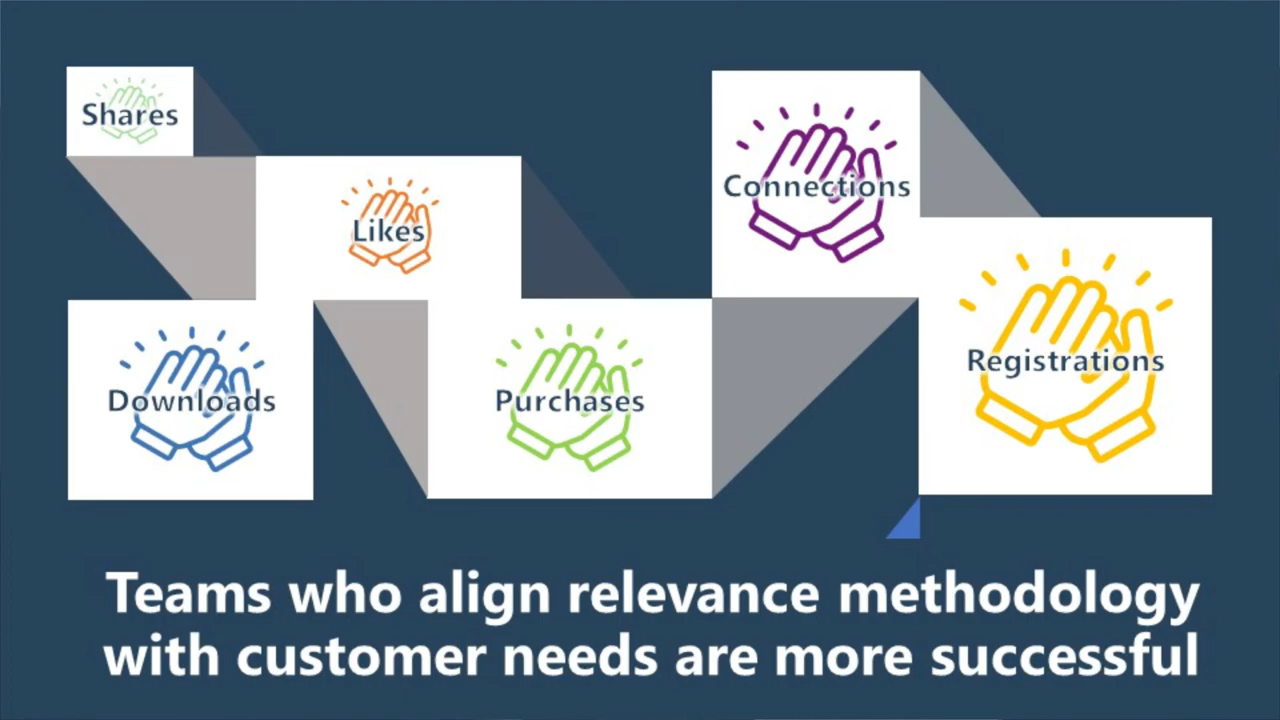 Shares
Likes
Connections
Downloads
Purchases
Registrations
Teams who align relevance methodology
with customer needs are more successful